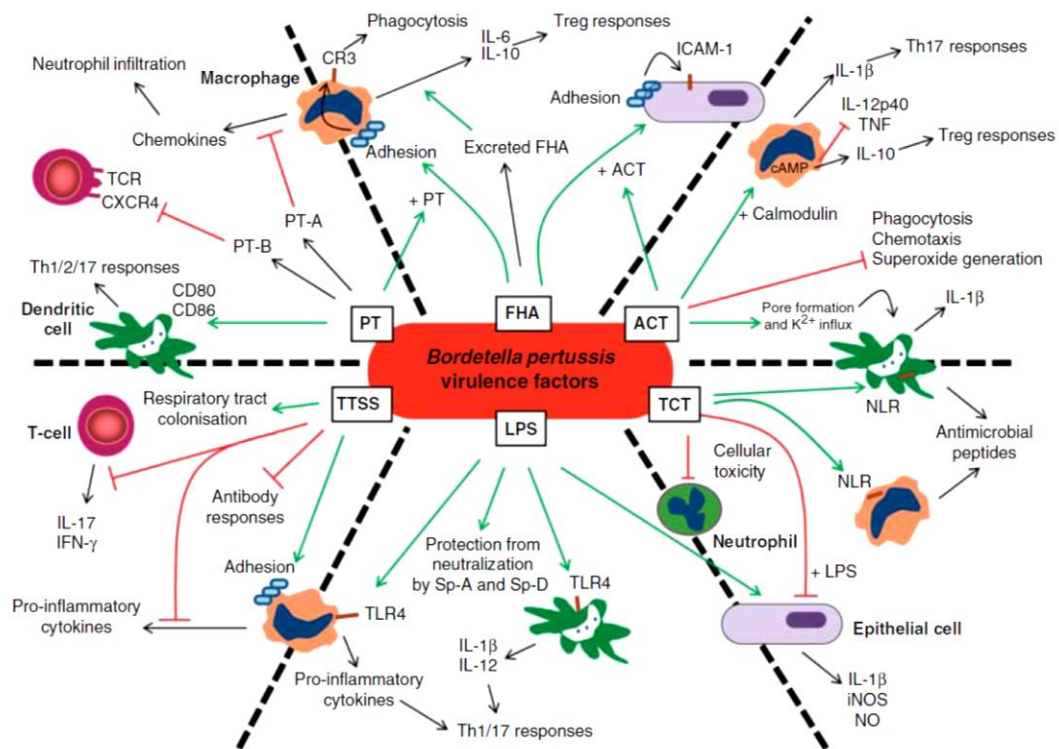 Phagocytosis
IL-6
IL-10
Treg responses
CR3
Macrophage
Neutrophil infiltration
Chemokines
Adhesion
TCR
CXCR4
PT-A
PT-B
+ PT
Excreted FHA
ICAM-1
Adhesion
+ ACT
Th17 responses
IL-1β
IL-12p40
TNF
IL-10
Treg responses
cAMP
+ Calmodulin
Phagocytosis
Chemotaxis
Superoxide generation
Th1/2/17 responses
CD80
CD86
Dendritic
cell
PT
FHA
ACT
Pore formation
and K2+ influx
IL-1β
NLR
Bordetella pertussis
virulence factors
TTSS
LPS
TCT
Respiratory tract
colonisation
T-cell
IL-17
IFN-γ
Antibody
responses
Adhesion
Pro-inflammatory
cytokines
TLR4
Pro-inflammatory
cytokines
Protection from
neutralization
by Sp-A and Sp-D
TLR4
IL-1β
IL-12
Th1/17 responses
Cellular
toxicity
Neutrophil
NLR
Antimicrobial
peptides
+ LPS
Epithelial cell
IL-1β
iNOS
NO